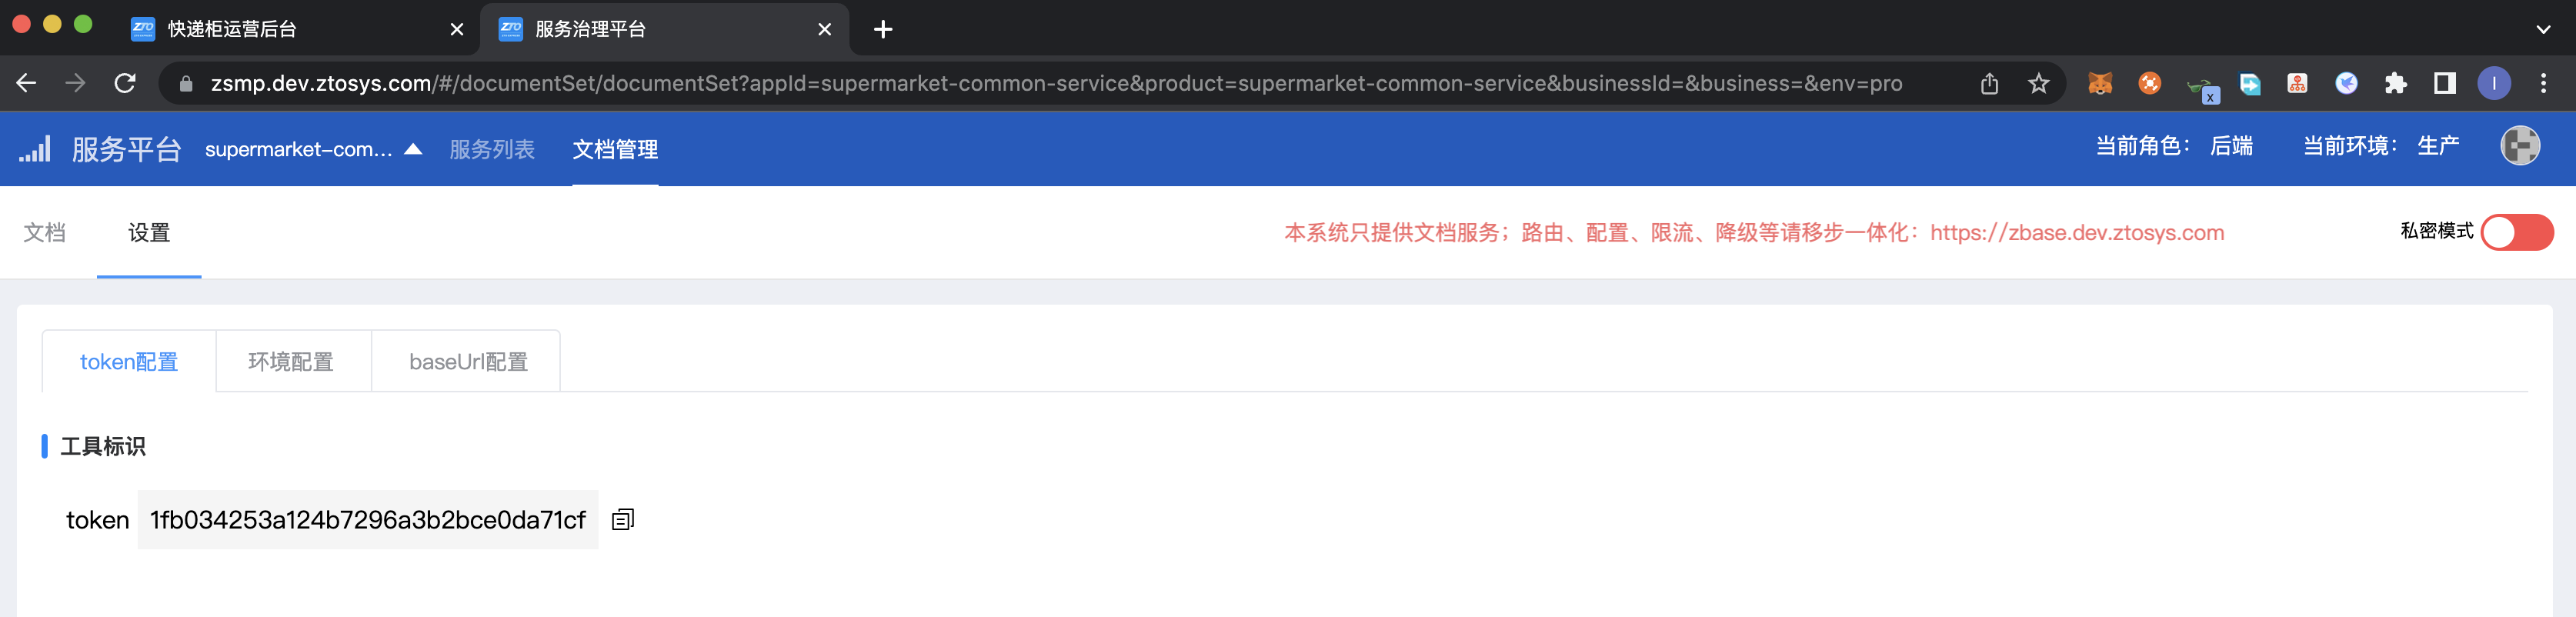 快递柜运营后台
服务治理平台
zsmp.dev.ztosys.com/#/documentSet/documentSet?appId=supermarket-common-service&product=supermarket-common-service&businessId=&business=&env=pro
x
I
服务平台
supermarket-com...
服务列表
文档管理
当前角色： 后端
当前环境： 生产
文档
设置
本系统只提供文档服务；路由、配置、限流、降级等请移步一体化：https://zbase.dev.ztosys.com
私密模式
token配置
环境配置
baseUrl配置
工具标识
token 1fb034253a124b7296a3b2bce0da71cf